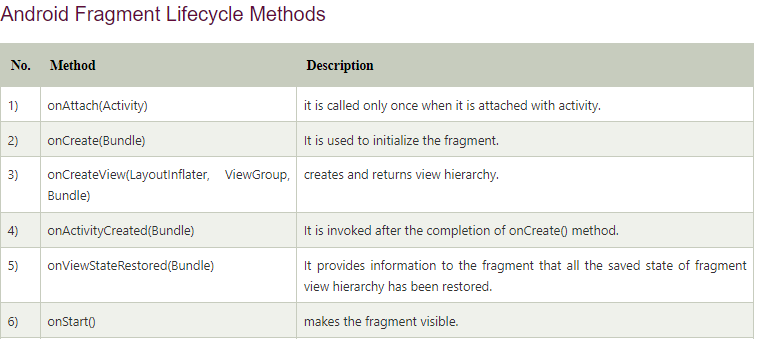 Android Fragment Lifecycle Methods
No. Method Description
1) onAttach(Activity) it is called only once when it is attached with activity.
2) onCreate(Bundle) It is used to initialize the fragment.
3) onCreateView(LayoutInflater, ViewGroup, creates and returns view hierarchy.
Bundle)
4) onActivityCreated(Bundle) It is invoked after the completion of onCreate() method.
5) onViewStateRestored(Bundle) It provides information to the fragment that all the saved state of fragment
view hierarchy has been restored.
6) onStart() makes the fragment visible.